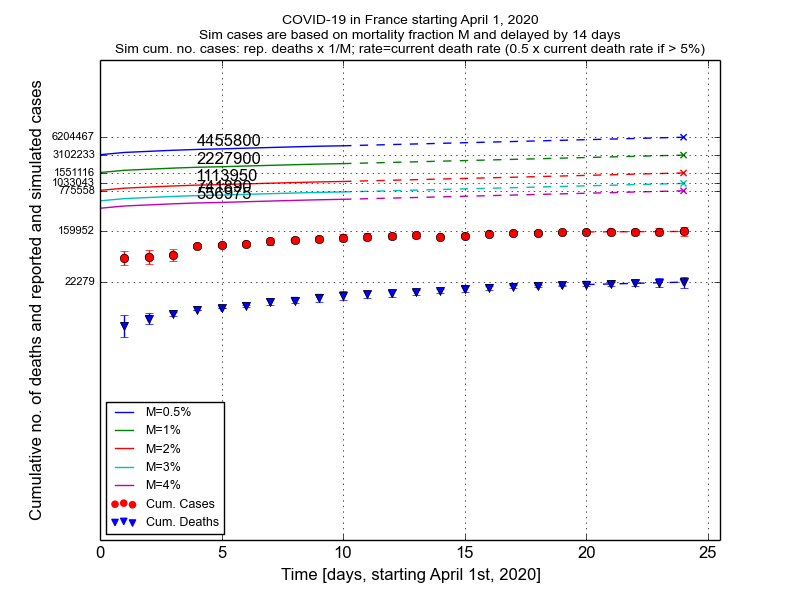 COVID-19 in France starting April 1, 2020
Sim cases are based on mortality fraction M and delayed by 14 days
Sim cum. no. cases: rep. deaths x 1/M; rate=current death rate (0.5 x current death rate if > 5%)
Cumulative no. of deaths and reported and simulated cases
6204467
3102233
1551116
1033043
775558
159952
22279
4455800
2227900
1113950
556975
M=0.5%
M=1%
M=2%
M=3%
M=4%
Cum. Cases
Cum. Deaths
0 5 10 15 20 25
Time [days, starting April 1st, 2020]